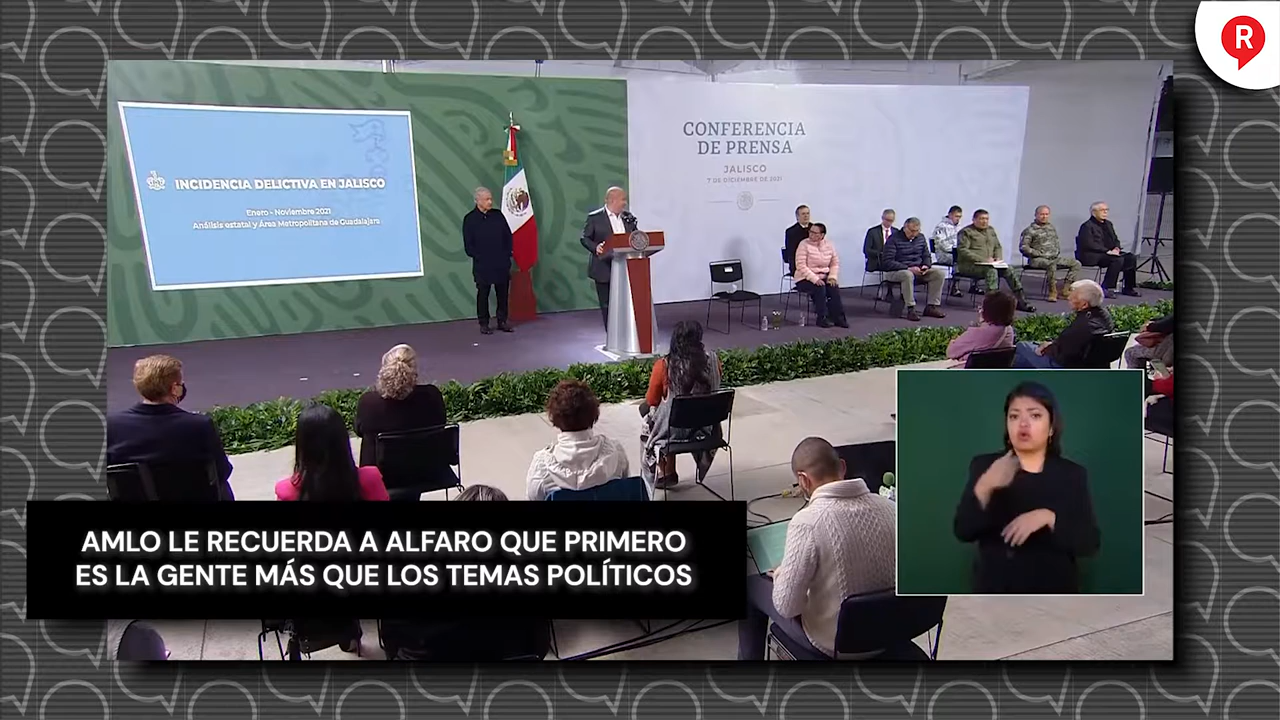 R
INCIDENCIA DELICTIVA EN JALISCO
Enero - Noviembre 2021
Análisis estatal y Área Metropolitana de Guadalajara
CONFERENCIA
DE PRENSA
JALISCO
7 DE DICIEMBRE DE 2021
AMLO LE RECUERDA A ALFARO QUE PRIMERO
ES LA GENTE MÁS QUE LOS TEMAS POLÍTICOS